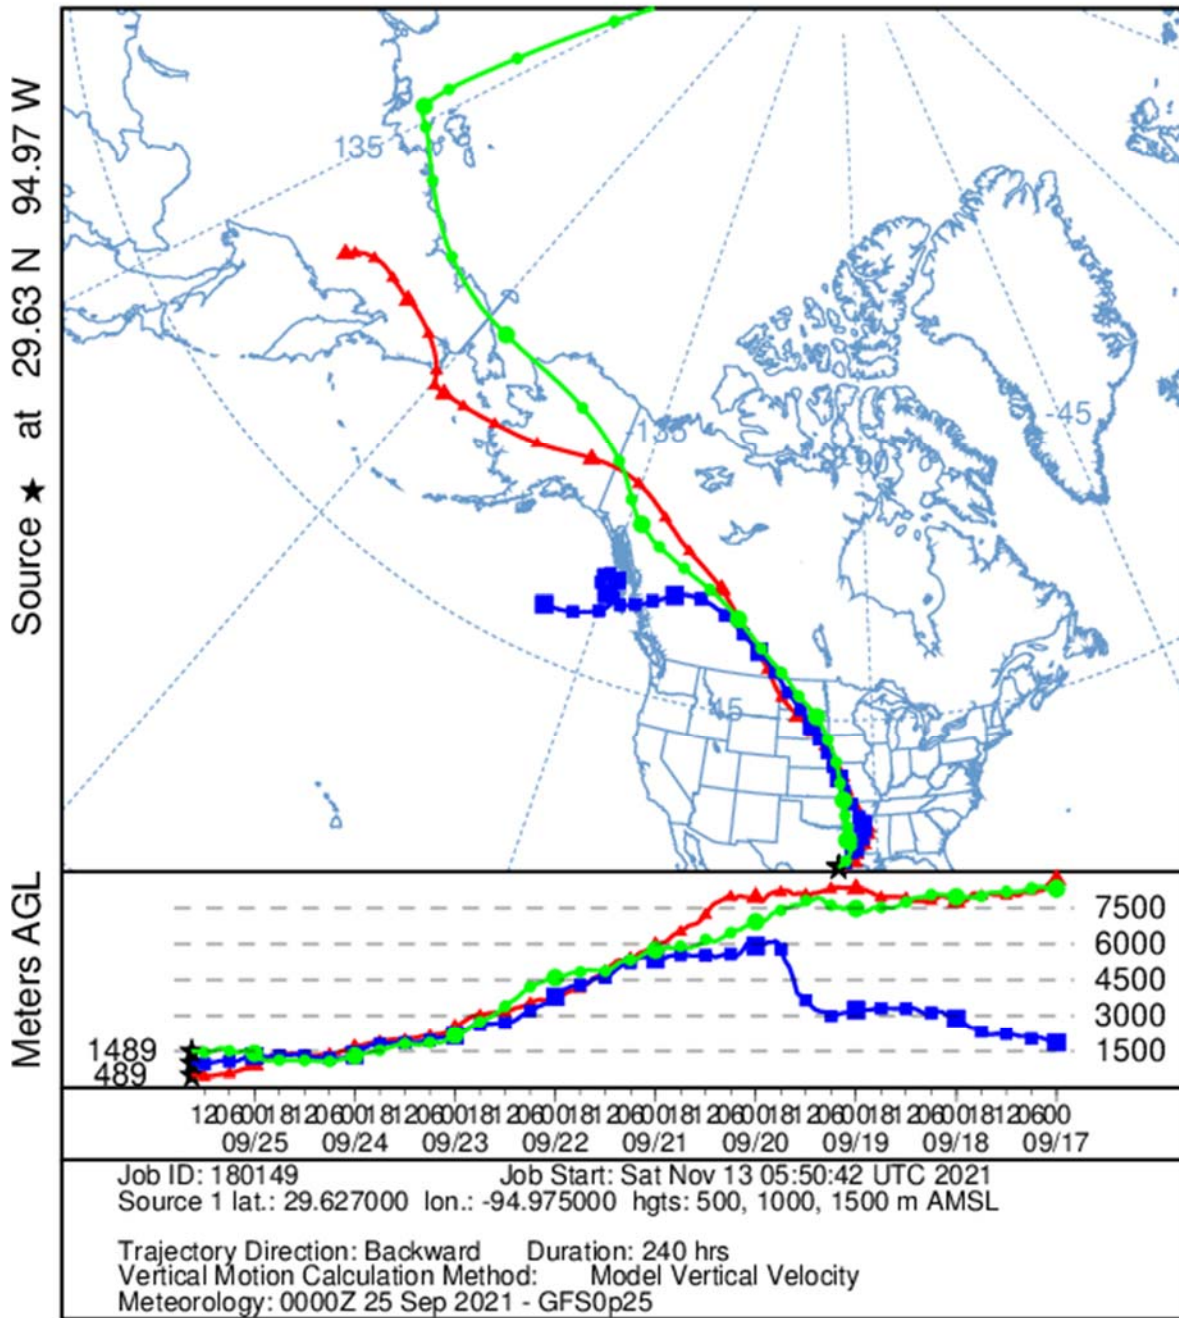 Source ★ at 29.63 N 94.97 W
135
-135
-45
-90
45
Meters AGL
7500
6000
4500
3000
1500
1489
489
09/25 09/24 09/23 09/22 09/21 09/20 09/19 09/18 09/17
Job ID: 180149 Job Start: Sat Nov 13 05:50:42 UTC 2021
Source 1 lat.: 29.627000 lon.: -94.975000 hgts: 500, 1000, 1500 m AMSL
Trajectory Direction: Backward Duration: 240 hrs
Vertical Motion Calculation Method: Model Vertical Velocity
Meteorology: 0000Z 25 Sep 2021 - GFS0p25